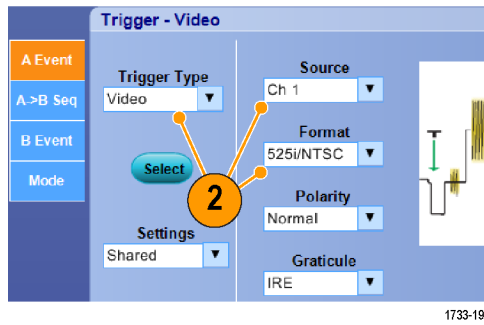 Trigger - Video
A Event
A->B Seq
B Event
Mode
Trigger Type
Video
Select
Settings
Shared
2
Source
Ch 1
Format
525i/NTSC
Polarity
Normal
Graticule
IRE
T
1733-19